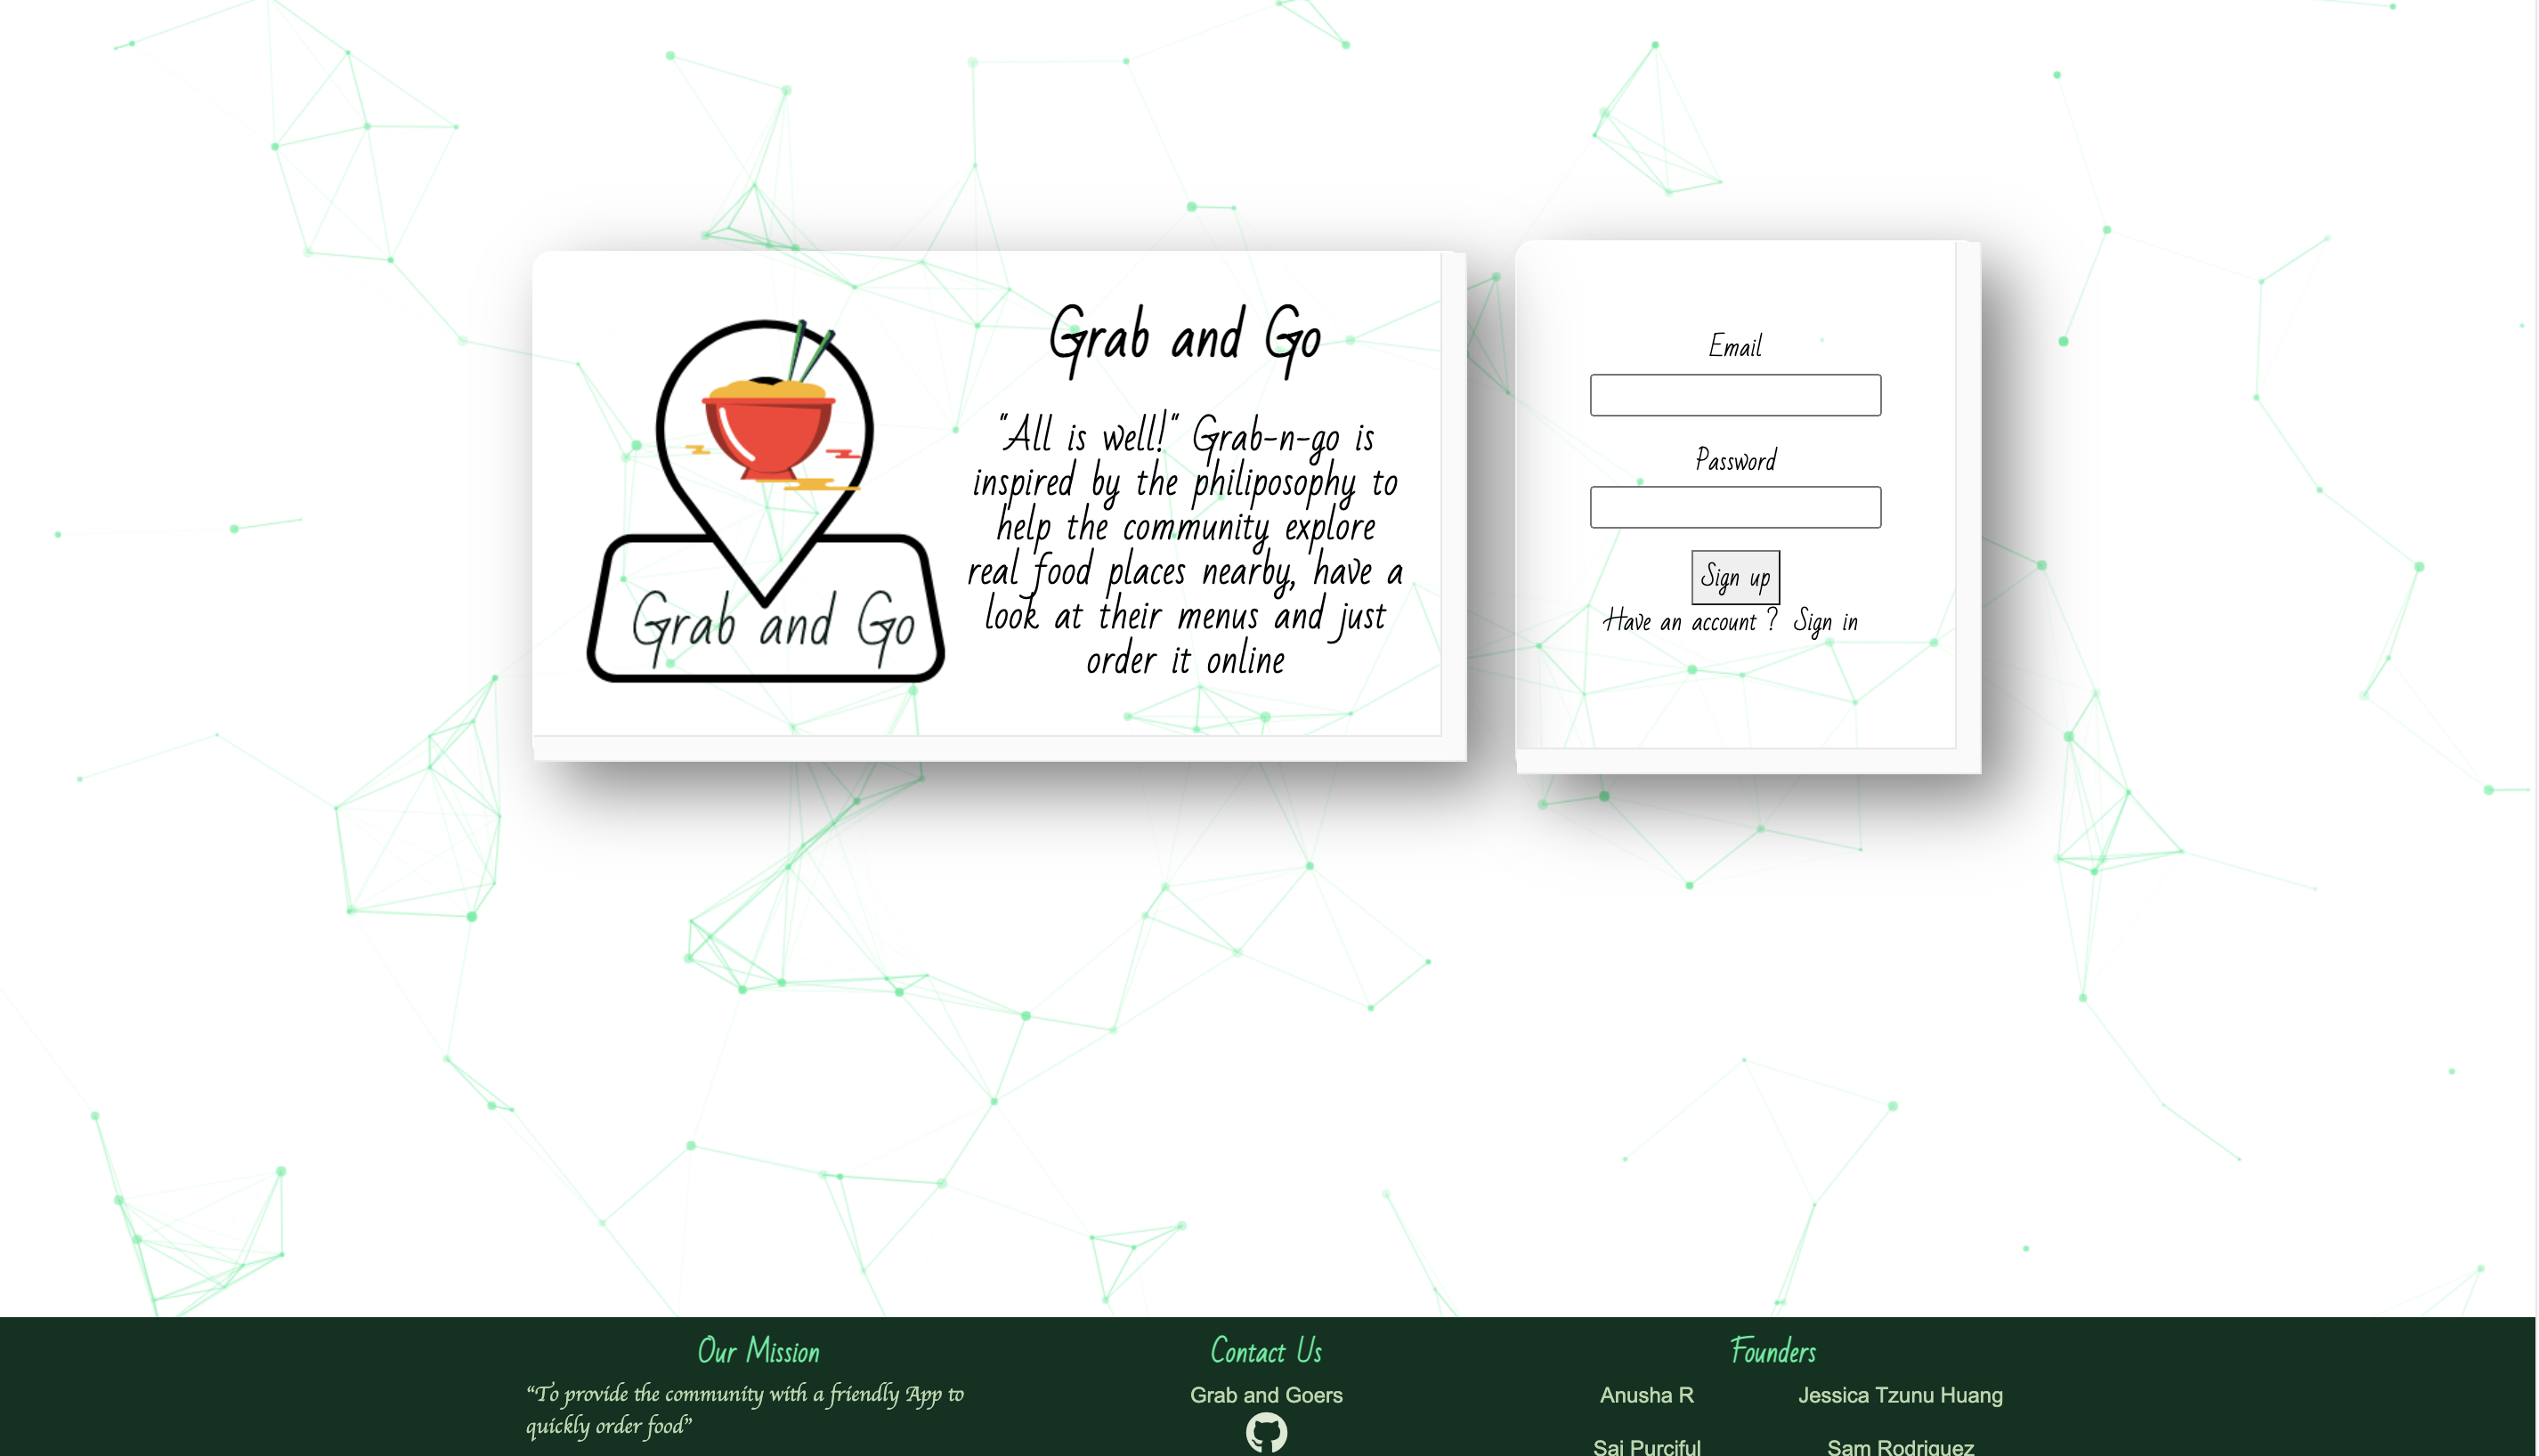 Grab and Go
Grab and Go
"All is well!" Grab-n-go is
inspired by the philiposophy to
help the community explore
real food places nearby, have a
look at their menus and just
order it online
Email
Password
Sign up
Have an account ? Sign in
Our Mission
“To provide the community with a friendly App to
quickly order food”
Contact Us
Grab and Goers
Founders
Anusha R
Jessica Tzunu Huang
Sai Purciful
Sam Rodriguez